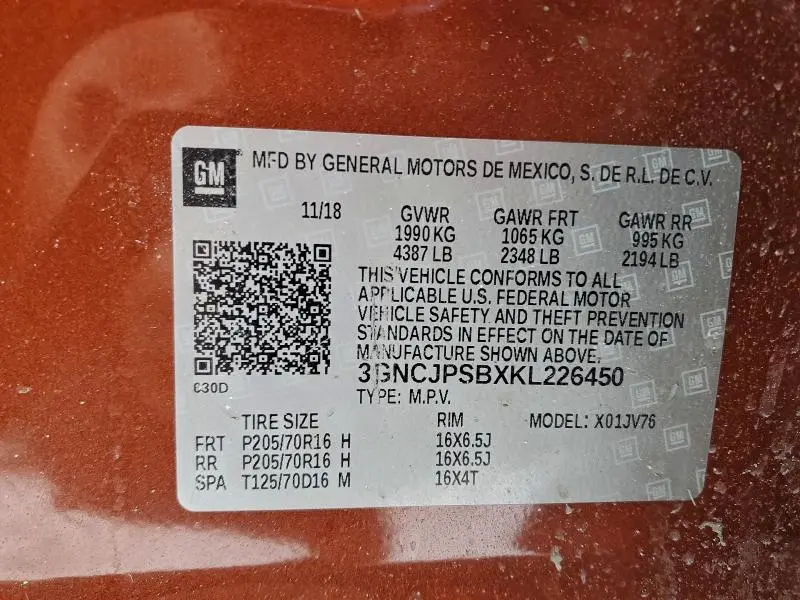 GM
MFD BY GENERAL MOTORS DE MEXICO, S. DE R.L. DE C.V.
11/18 GVWR GAWR FRT GAWR RR
1990 KG 1065 KG 995 KG
4387 LB 2348 LB 2194 LB
THIS VEHICLE CONFORMS TO ALL
APPLICABLE U.S. FEDERAL MOTOR
VEHICLE SAFETY AND THEFT PREVENTION
STANDARDS IN EFFECT ON THE DATE OF
MANUFACTURE SHOWN ABOVE.
3GNCJPSBXKL226450
630D TYPE: M.P.V.
TIRE SIZE RIM MODEL: X01JV76
FRT P205/70R16 H 16X6.5J
RR P205/70R16 H 16X6.5J
SPA T125/70D16 M 16X4T